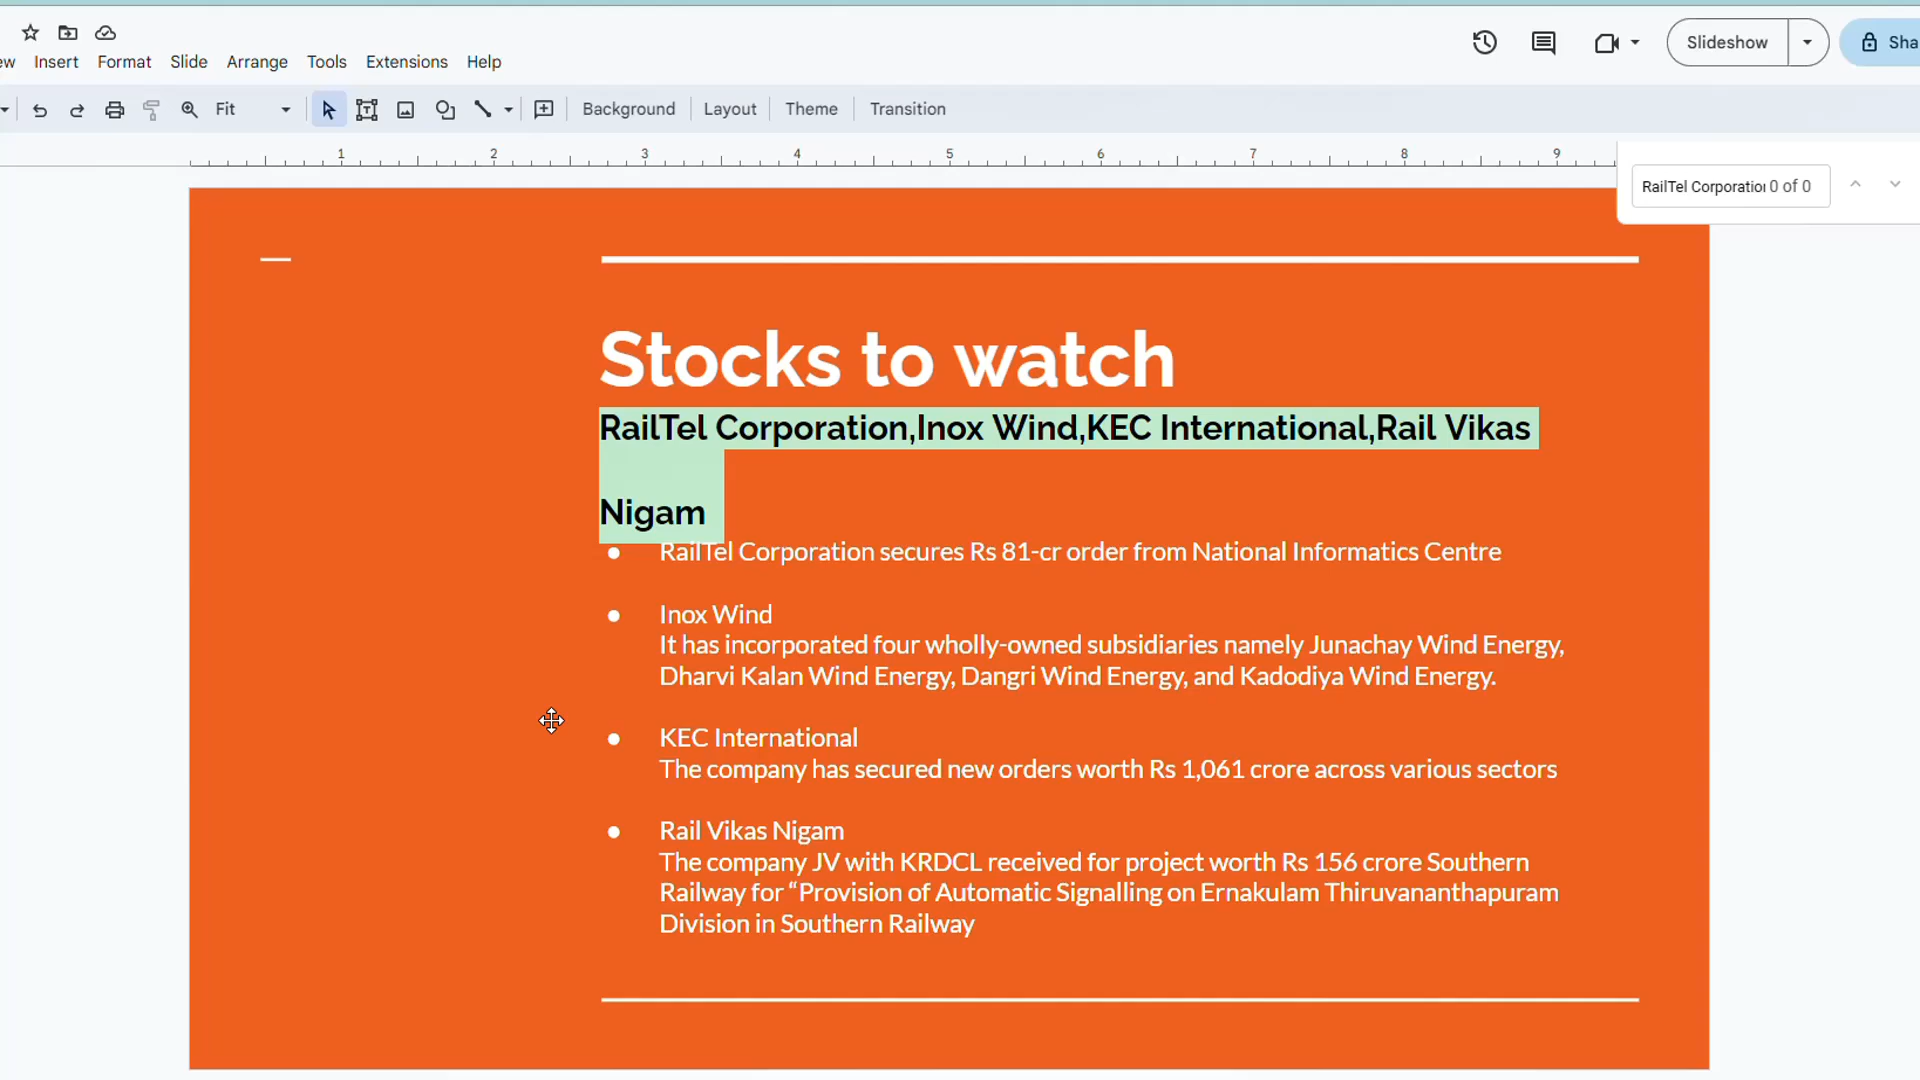 ew Insert Format Slide Arrange Tools Extensions Help
Slideshow
Sha
Fit
Background Layout Theme Transition
1 2 3 4 5 6 7 8 9
RailTel Corporation 0 of 0
Stocks to watch
RailTel Corporation,Inox Wind,KEC International,Rail Vikas
Nigam
● RailTel Corporation secures Rs 81-cr order from National Informatics Centre
● Inox Wind
It has incorporated four wholly-owned subsidiaries namely Junachay Wind Energy,
Dharvi Kalan Wind Energy, Dangri Wind Energy, and Kadodiya Wind Energy.
● KEC International
The company has secured new orders worth Rs 1,061 crore across various sectors
● Rail Vikas Nigam
The company JV with KRDCL received for project worth Rs 156 crore Southern
Railway for “Provision of Automatic Signalling on Ernakulam Thiruvananthapuram
Division in Southern Railway